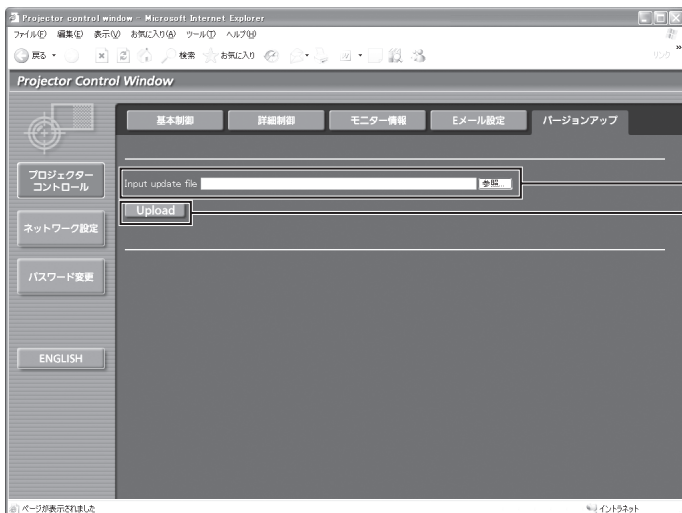 Projector control window - Microsoft Internet Explorer
ファイル(F) 編集(E) 表示(V) お気に入り(A) ツール(T) ヘルプ(H)
戻る 検索 お気に入り リンク »
Projector Control Window
基本制御 詳細制御 モニター情報 Eメール設定 バージョンアップ
プロジェクター
コントロール
Input update file 参照...
Upload
ネットワーク設定
パスワード変更
ENGLISH
ページが表示されました イントラネット